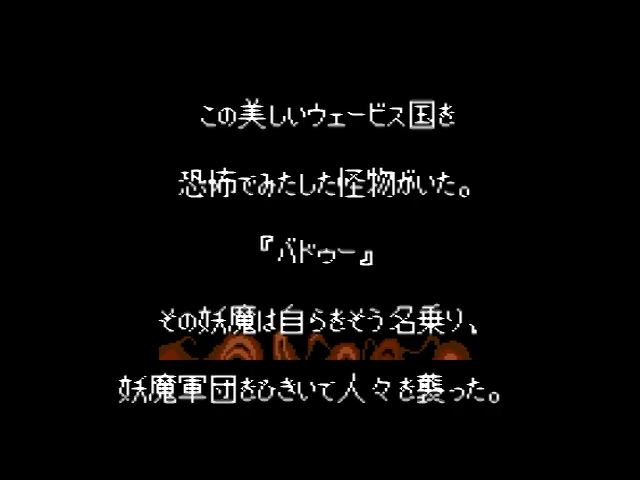 この美しいウェービス国を
恐怖でみたした怪物がいた。
『バドゥー』
その妖魔は自らをそう名乗り、
妖魔軍団をひきいて人々を襲った。